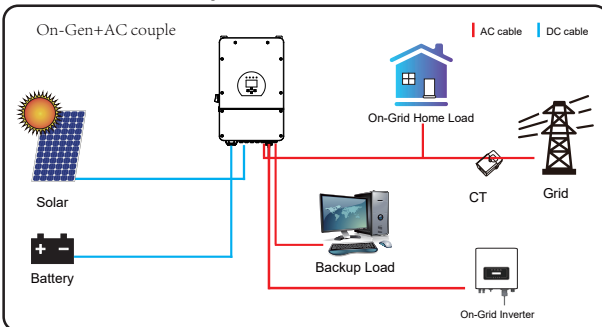 On-Gen+AC couple
AC cable
DC cable
On-Grid Home Load
Solar
CT
Grid
Battery
Backup Load
On-Grid Inverter